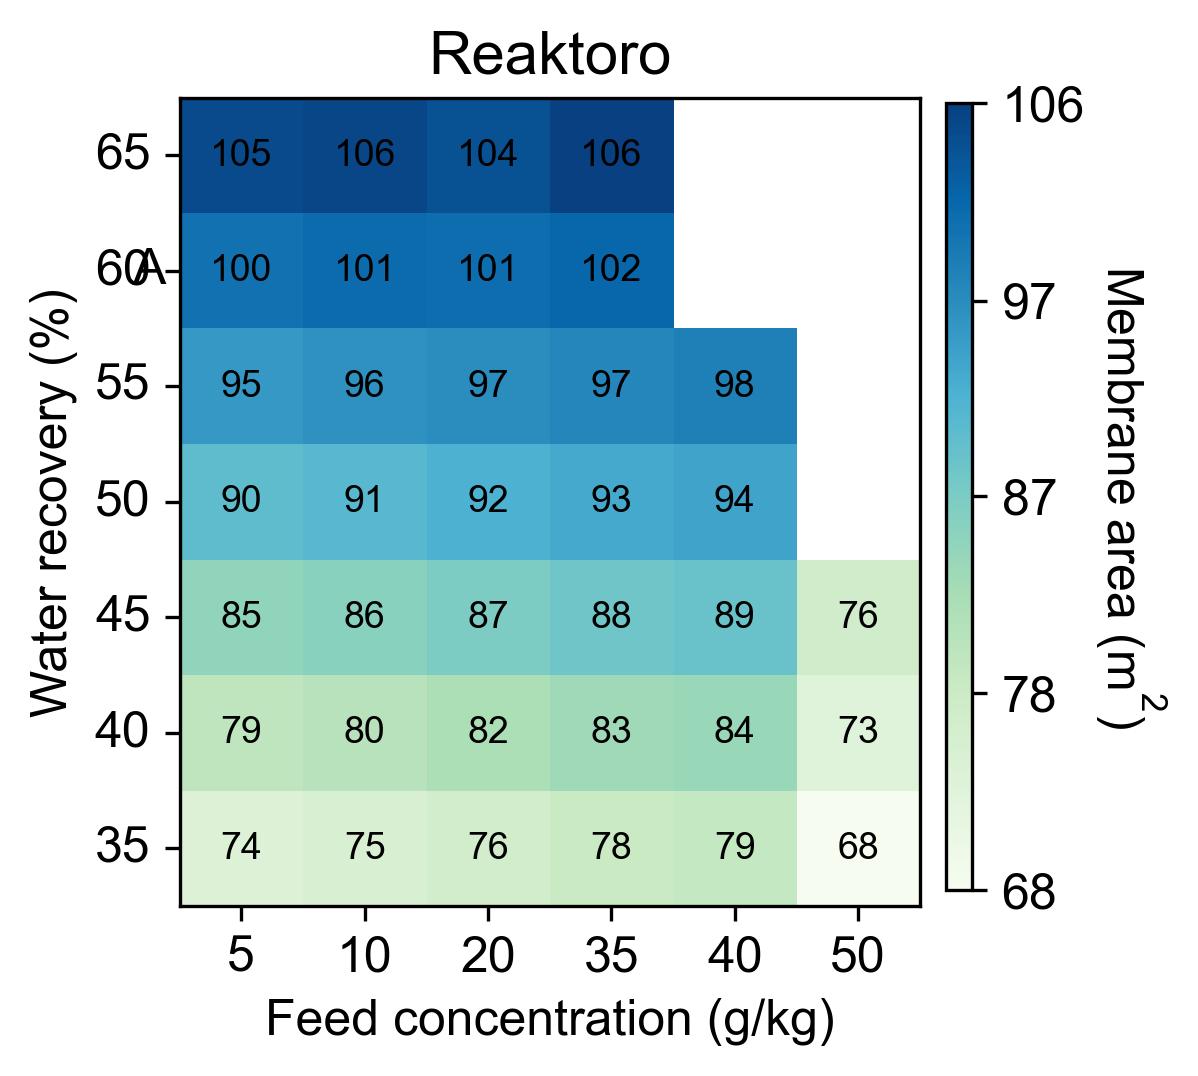 Reaktoro
106
65 105 106 104 106
60 A 100 101 101 102
97
55 95 96 97 97 98
50 90 91 92 93 94
87
45 85 86 87 88 89 76
78
40 79 80 82 83 84 73
35 74 75 76 78 79 68
68
5 10 20 35 40 50
Feed concentration (g/kg)
Water recovery (%)
Membrane area (m²)